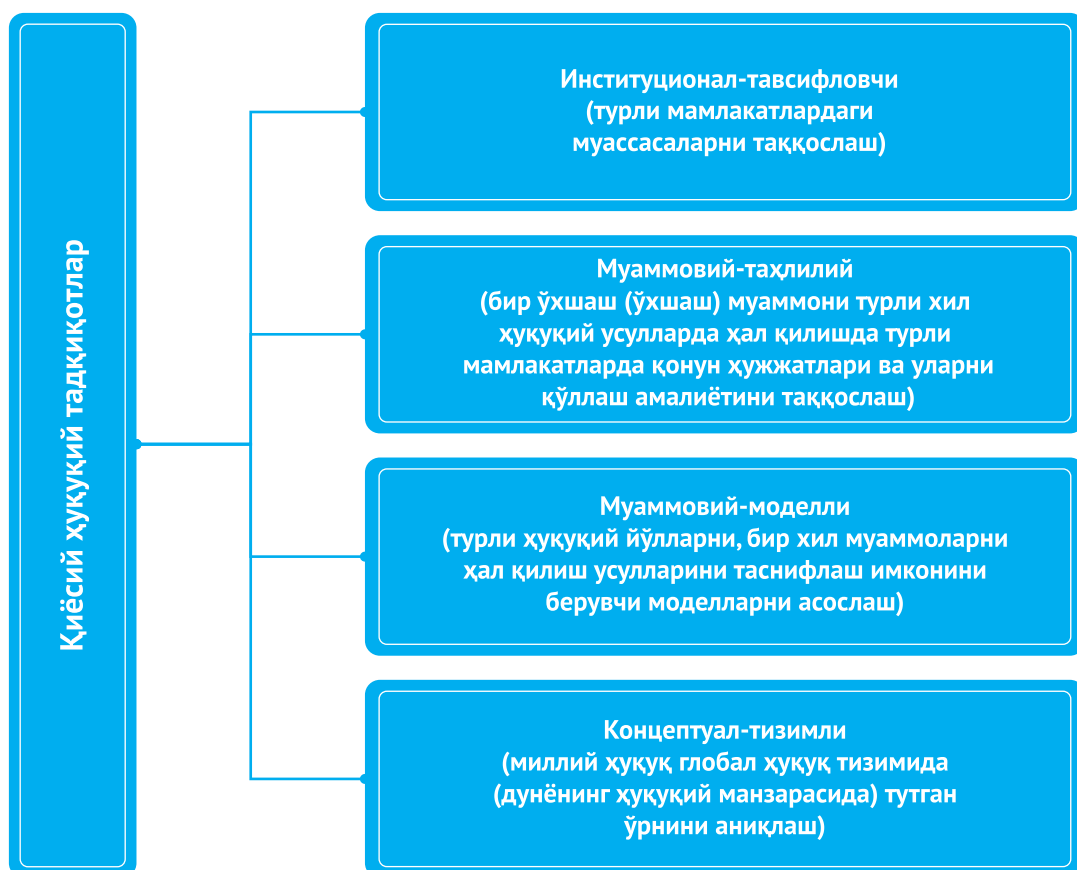 Қиёсий ҳуқуқий тадқиқотлар
Институционал-тавсифловчи
(турли мамлакатлардаги
муассасаларни таққослаш)
Муаммовий-таҳлилий
(бир ўхшаш (ўхшаш) муаммони турли хил
ҳуқуқий усулларда ҳал қилишда турли
мамлакатларда қонун ҳужжатлари ва уларни
қўллаш амалиётини таққослаш)
Муаммовий-моделли
(турли ҳуқуқий йўлларни, бир хил муаммоларни
ҳал қилиш усулларини таснифлаш имконини
берувчи моделларни асослаш)
Концептуал-тизимли
(миллий ҳуқуқ глобал ҳуқуқ тизимида
(дунёнинг ҳуқуқий манзарасида) тутган
ўрнини аниқлаш)